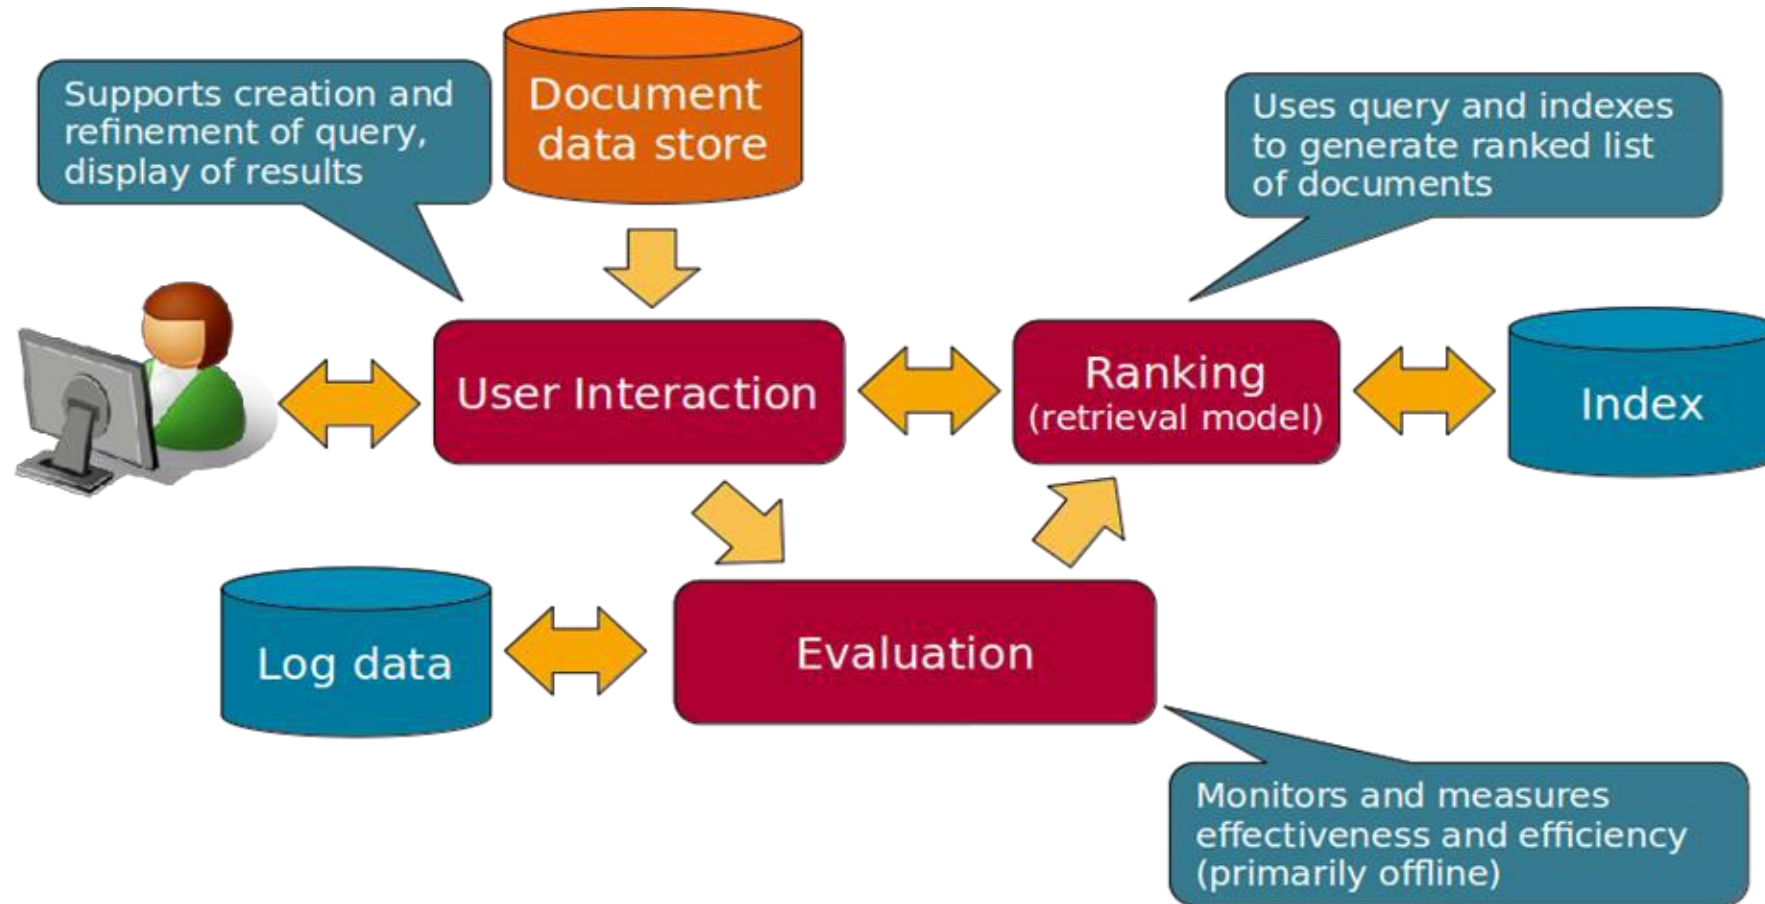 Supports creation and
refinement of query,
display of results
Document
data store
Uses query and indexes
to generate ranked list
of documents
User Interaction
Ranking
(retrieval model)
Index
Log data
Evaluation
Monitors and measures
effectiveness and efficiency
(primarily offline)